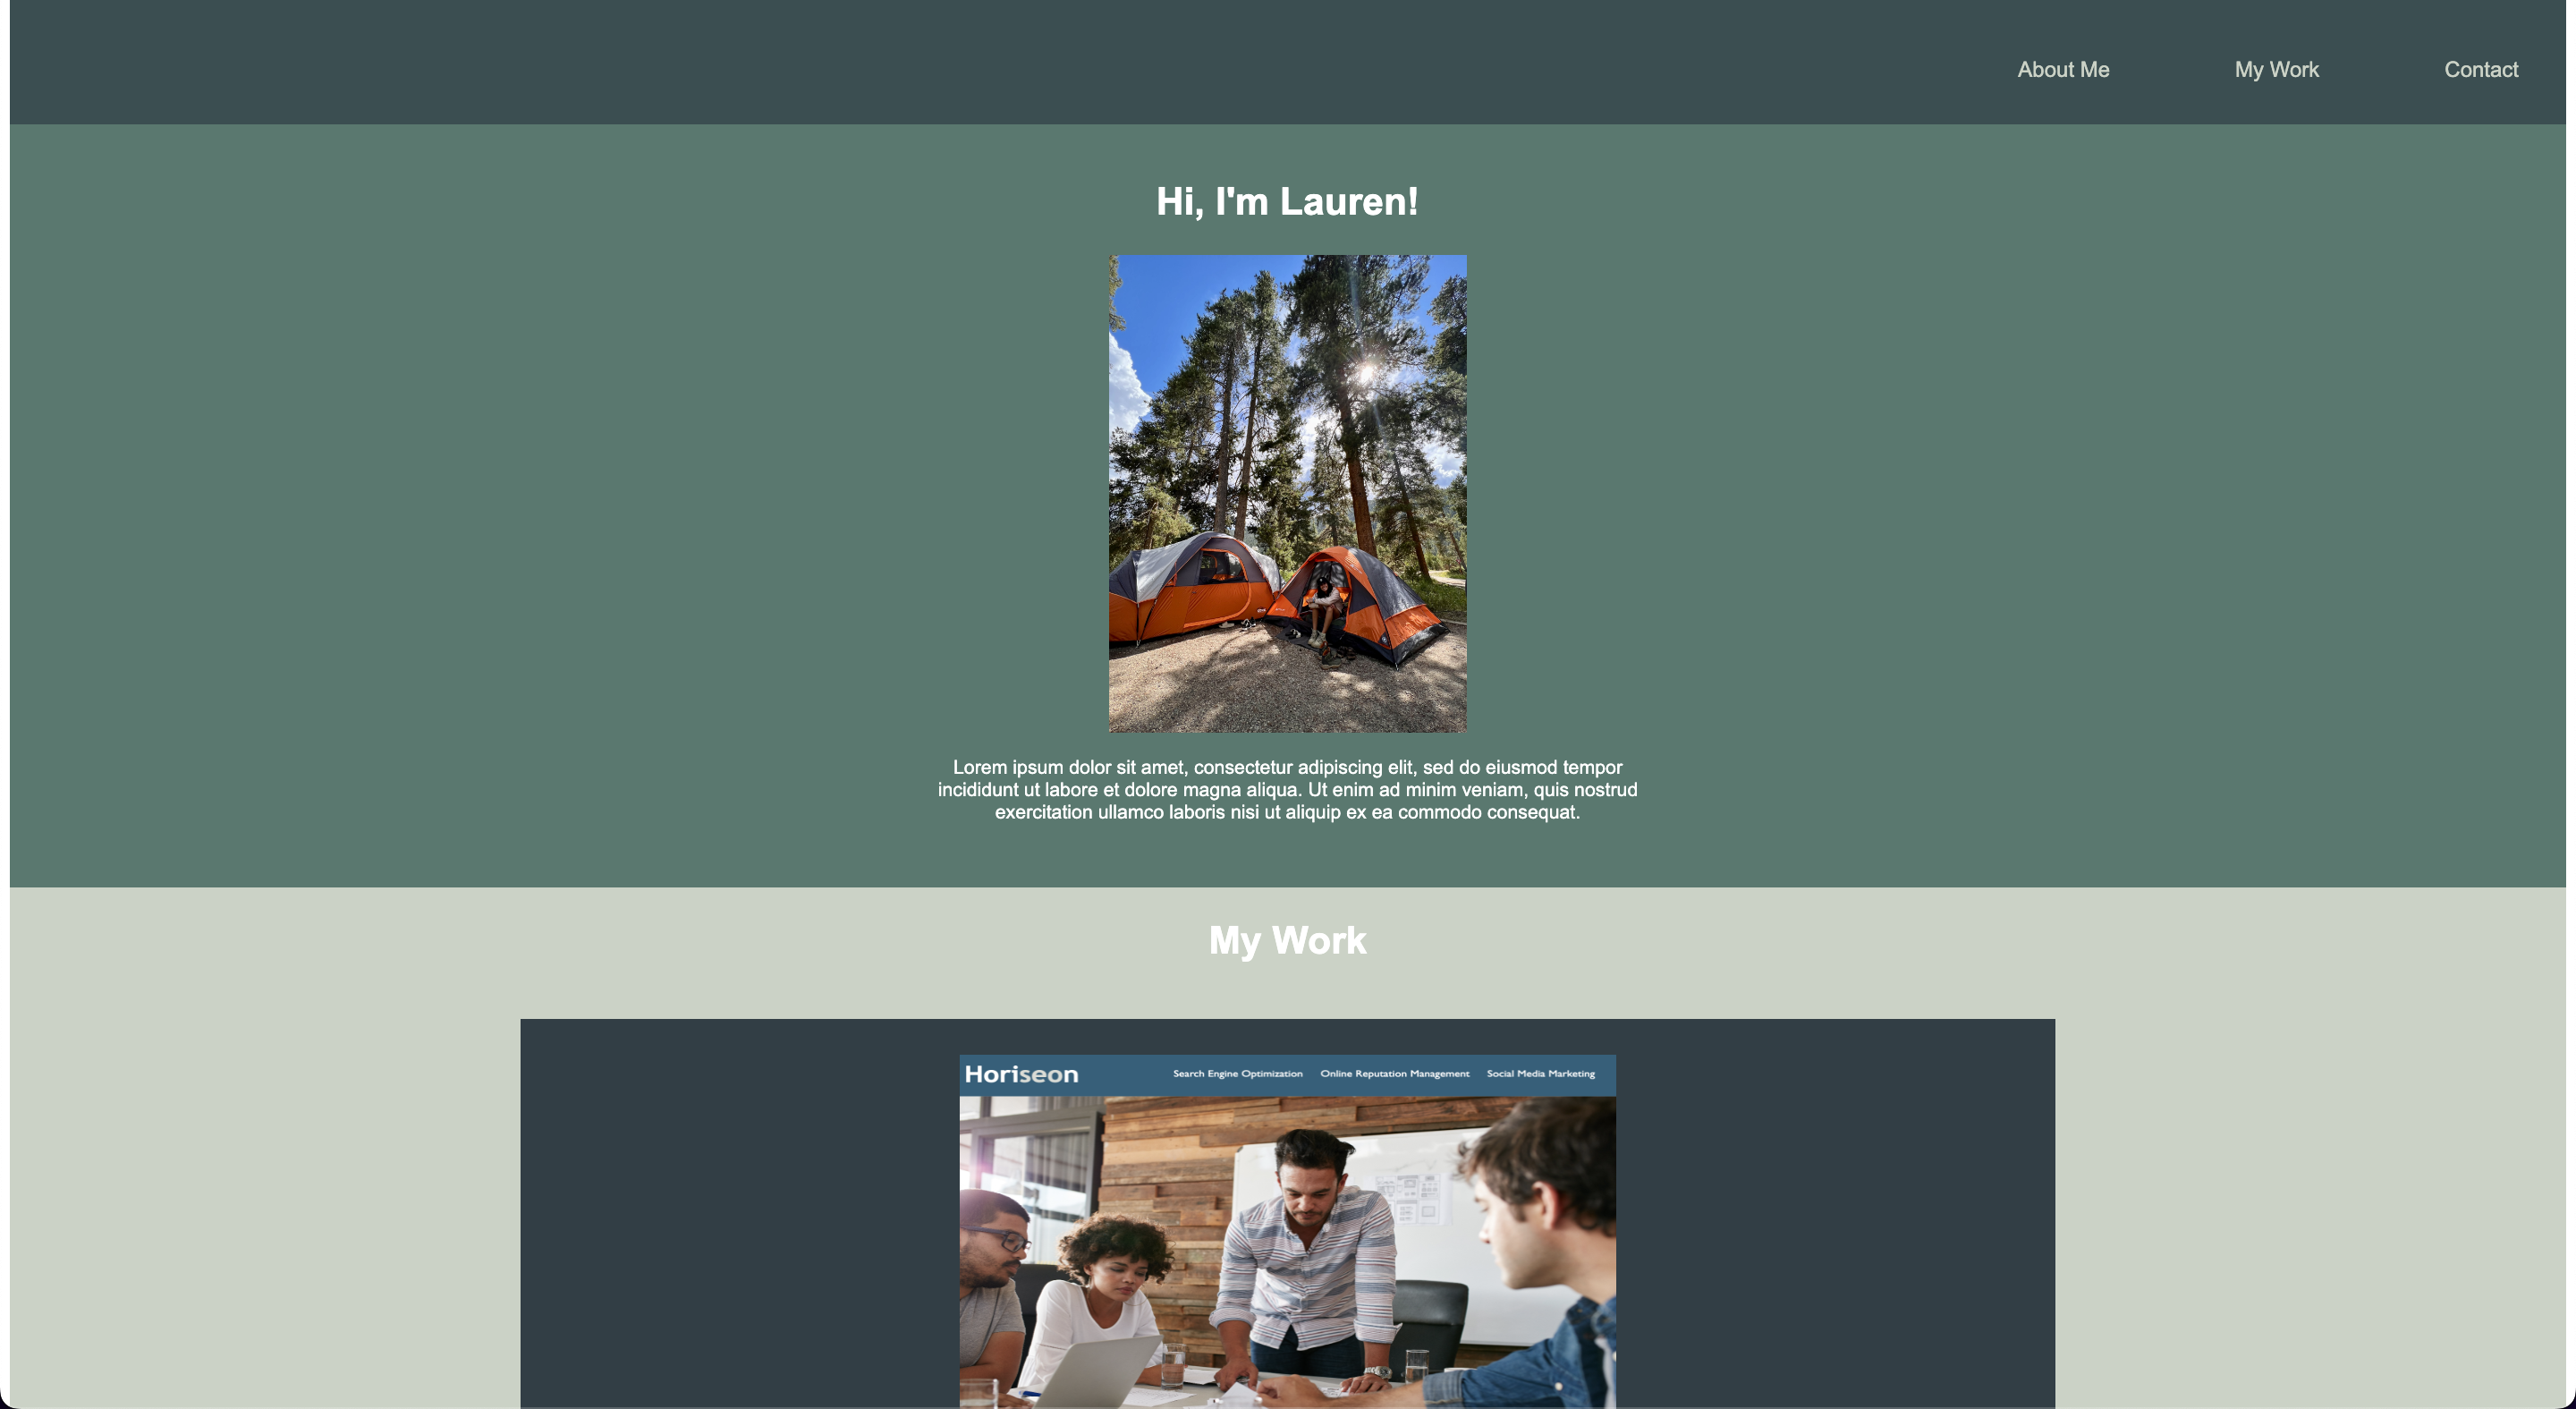 About Me My Work Contact
Hi, I'm Lauren!
Lorem ipsum dolor sit amet, consectetur adipiscing elit, sed do eiusmod tempor
incididunt ut labore et dolore magna aliqua. Ut enim ad minim veniam, quis nostrud
exercitation ullamco laboris nisi ut aliquip ex ea commodo consequat.
My Work
Horiseon Search Engine Optimization Online Reputation Management Social Media Marketing